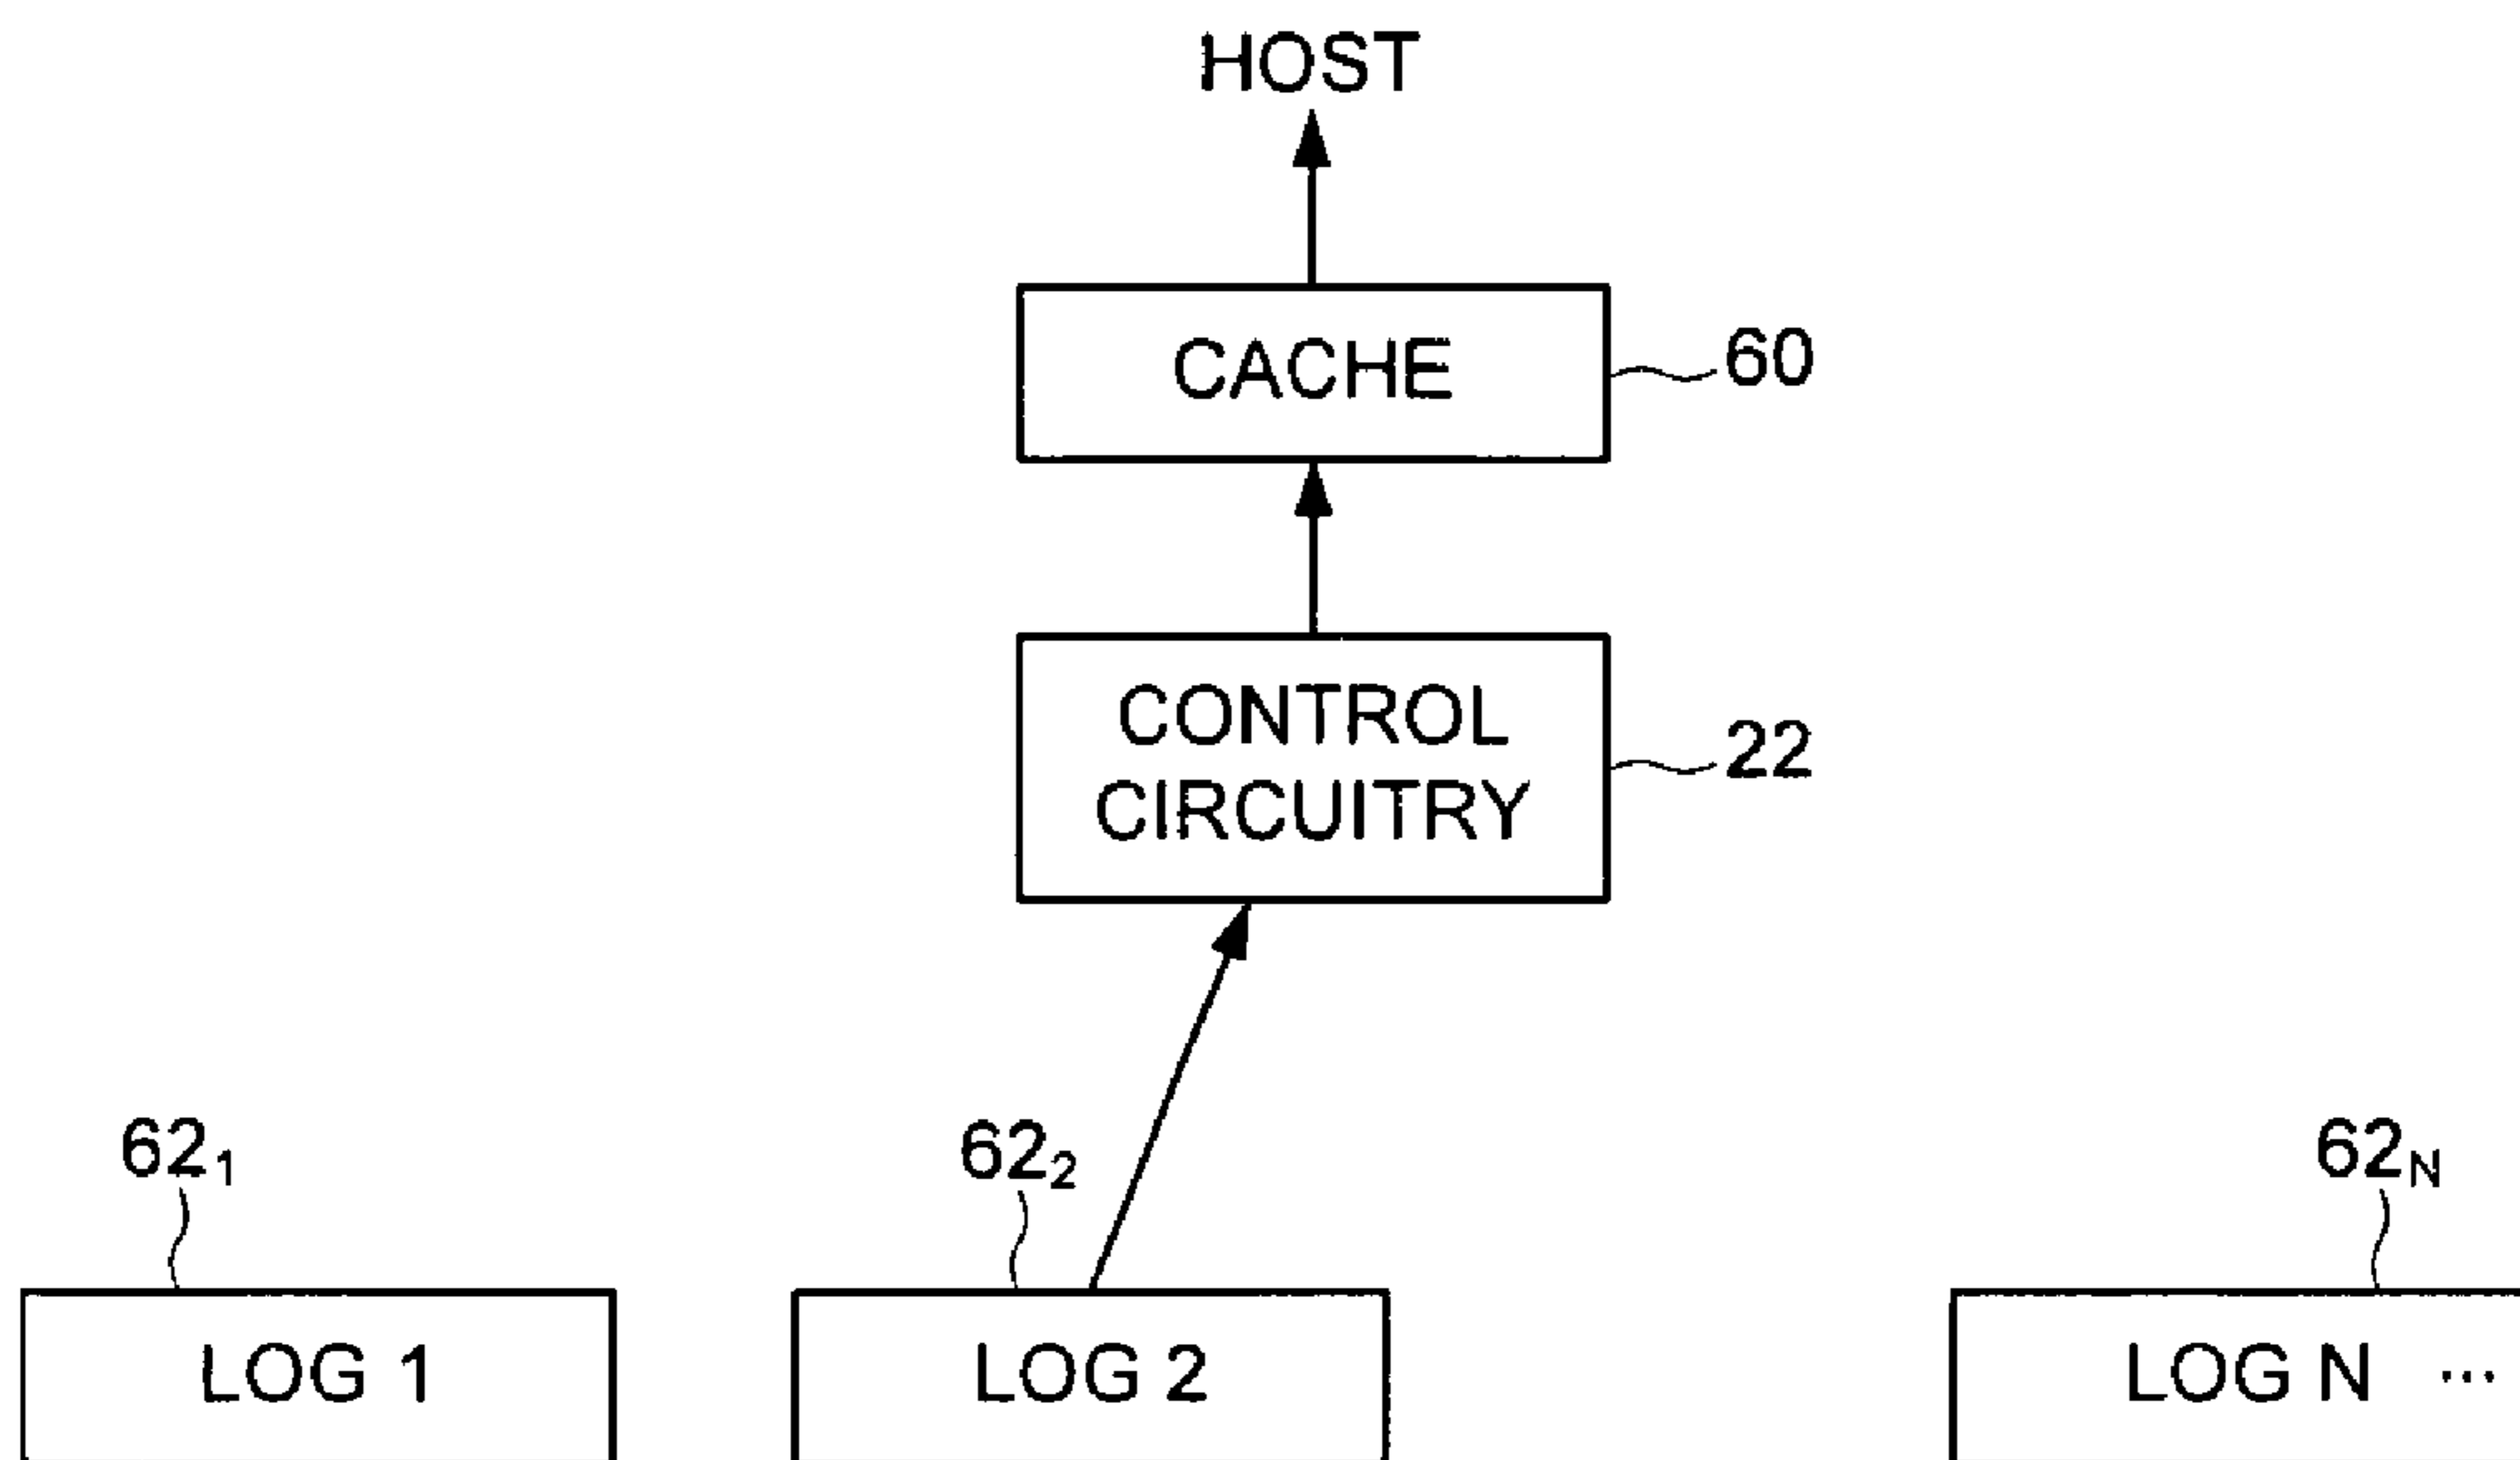 HOST
CACHE
60
CONTROL
CIRCUITRY
22
62₁
62₂
62N
LOG 1
LOG 2
LOG N ...